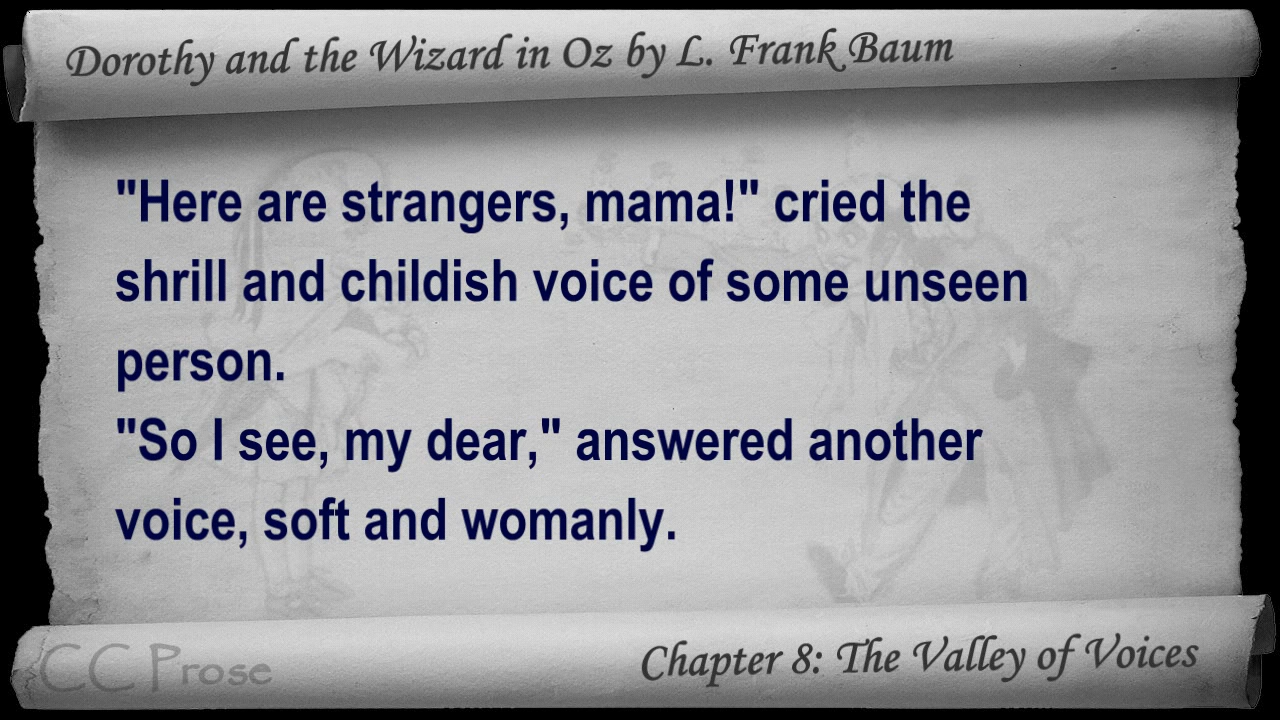 Dorothy and the Wizard in Oz by L. Frank Baum
"Here are strangers, mama!" cried the
shrill and childish voice of some unseen
person.
"So I see, my dear," answered another
voice, soft and womanly.
CC Prose
Chapter 8: The Valley of Voices